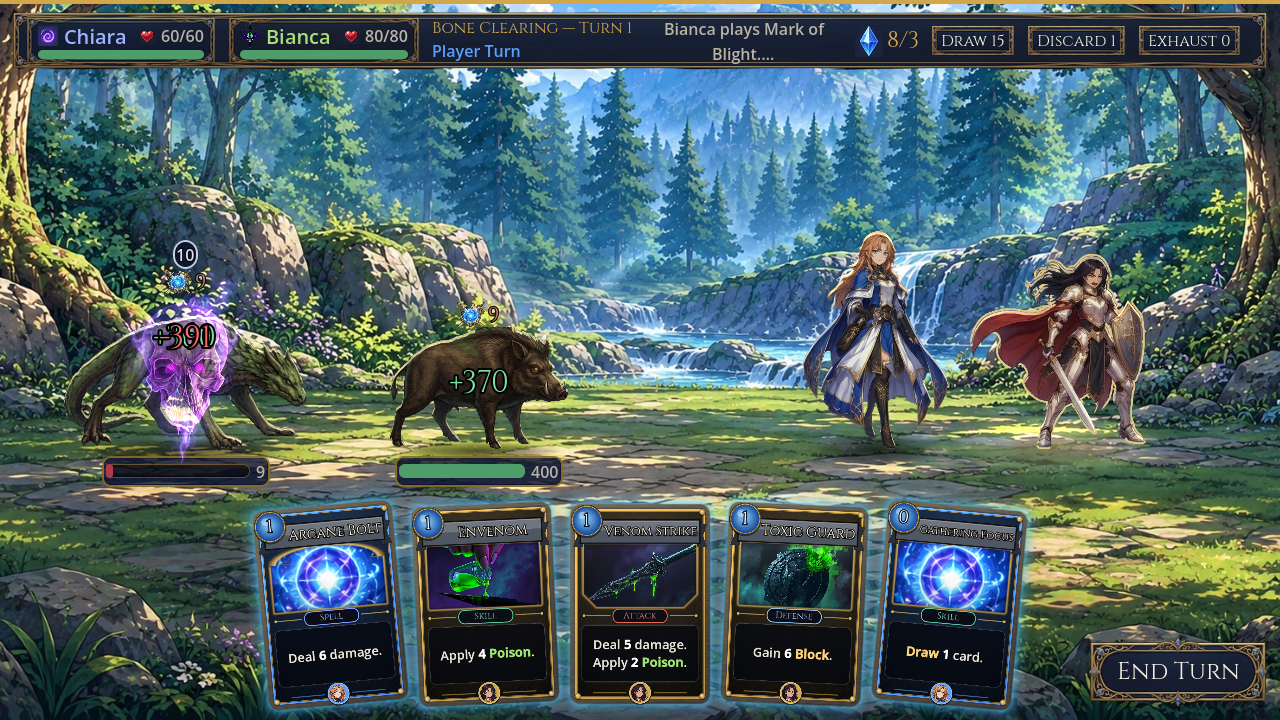 Chiara 60/60
Bianca 80/80
Bone Clearing — Turn 1
Player Turn
Bianca plays Mark of
Blight....
8/3
Draw 15
Discard 1
Exhaust 0
10
9
9
+370
9
400
1
Arcane Bolt
Spell
Deal 6 damage.
1
Envenom
Skill
Apply 4 Poison.
1
Venom Strike
Attack
Deal 5 damage.
Apply 2 Poison.
1
Toxic Guard
Defense
Gain 6 Block.
0
Gathering Focus
Skill
Draw 1 card.
End Turn